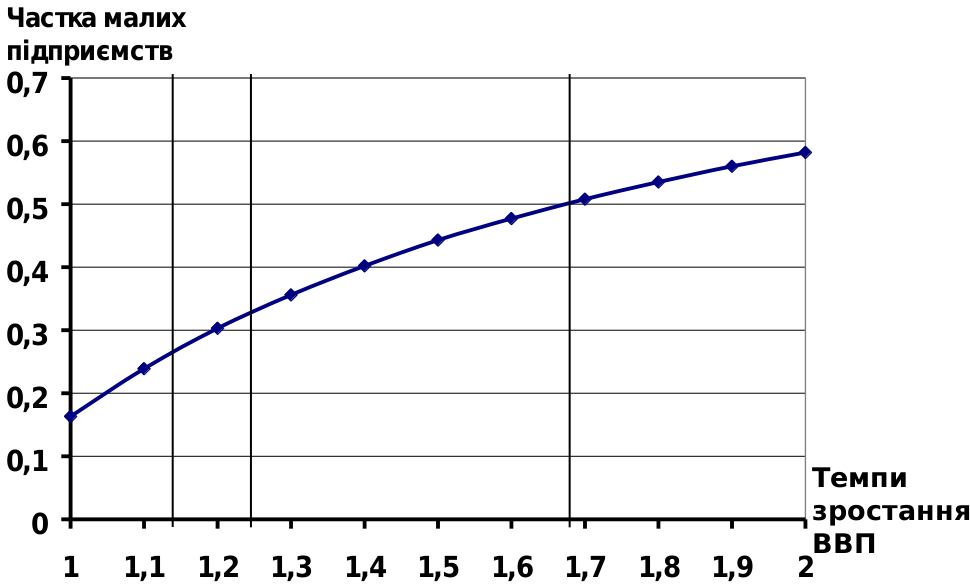 Частка малих
підприємств
0,7
0,6
0,5
0,4
0,3
0,2
0,1
0
1 1,1 1,2 1,3 1,4 1,5 1,6 1,7 1,8 1,9 2
Темпи
зростання
ВВП